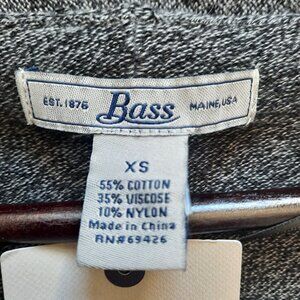 EST. 1876 Bass MAINE, USA
XS
55% COTTON
35% VISCOSE
10% NYLON
Made in China
RN#69426